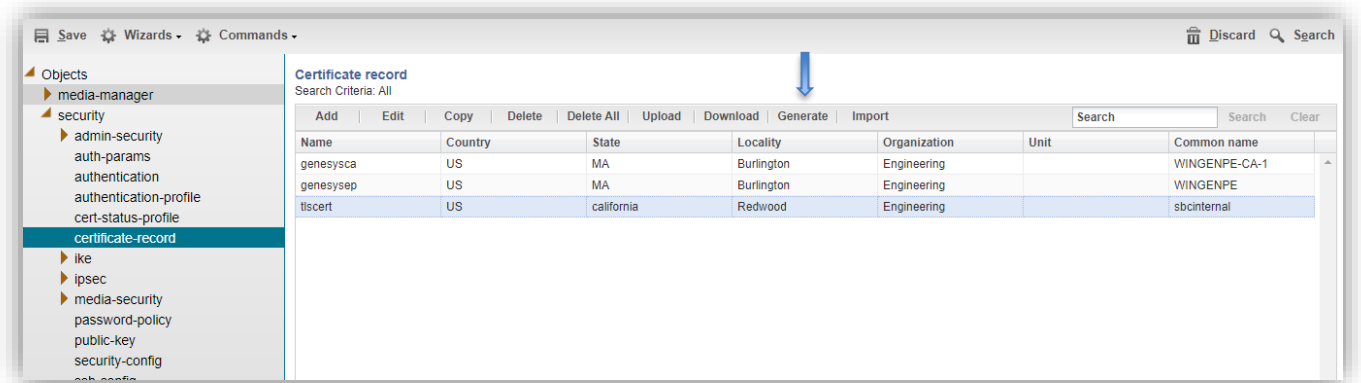 Save Wizards Commands Discard Search
Objects
media-manager
security
admin-security
auth-params
authentication
authentication-profile
cert-status-profile
certificate-record
ike
ipsec
media-security
password-policy
public-key
security-config
Certificate record
Search Criteria: All
Add Edit Copy Delete Delete All Upload Download Generate Import Search Search Clear
Name Country State Locality Organization Unit Common name
genesysca US MA Burlington Engineering WINGENPE-CA-1
genesysep US MA Burlington Engineering WINGENPE
tlscert US california Redwood Engineering sbcinternal